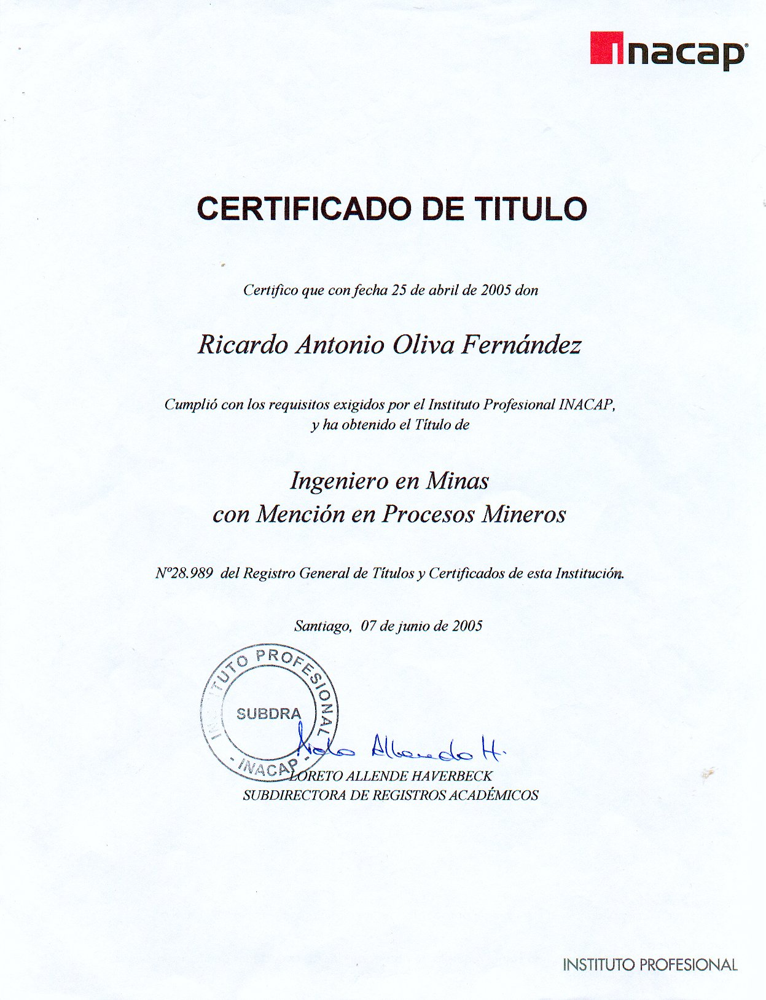 inacap®
CERTIFICADO DE TITULO
Certifico que con fecha 25 de abril de 2005 don
Ricardo Antonio Oliva Fernández
Cumplió con los requisitos exigidos por el Instituto Profesional INACAP,
y ha obtenido el Título de
Ingeniero en Minas
con Mención en Procesos Mineros
Nº28.989 del Registro General de Títulos y Certificados de esta Institución.
Santiago, 07 de junio de 2005
INSTITUTO PROFESIONAL
SUBDRA
- INACAP -
Allende H.
LORETO ALLENDE HAVERBECK
SUBDIRECTORA DE REGISTROS ACADÉMICOS
INSTITUTO PROFESIONAL